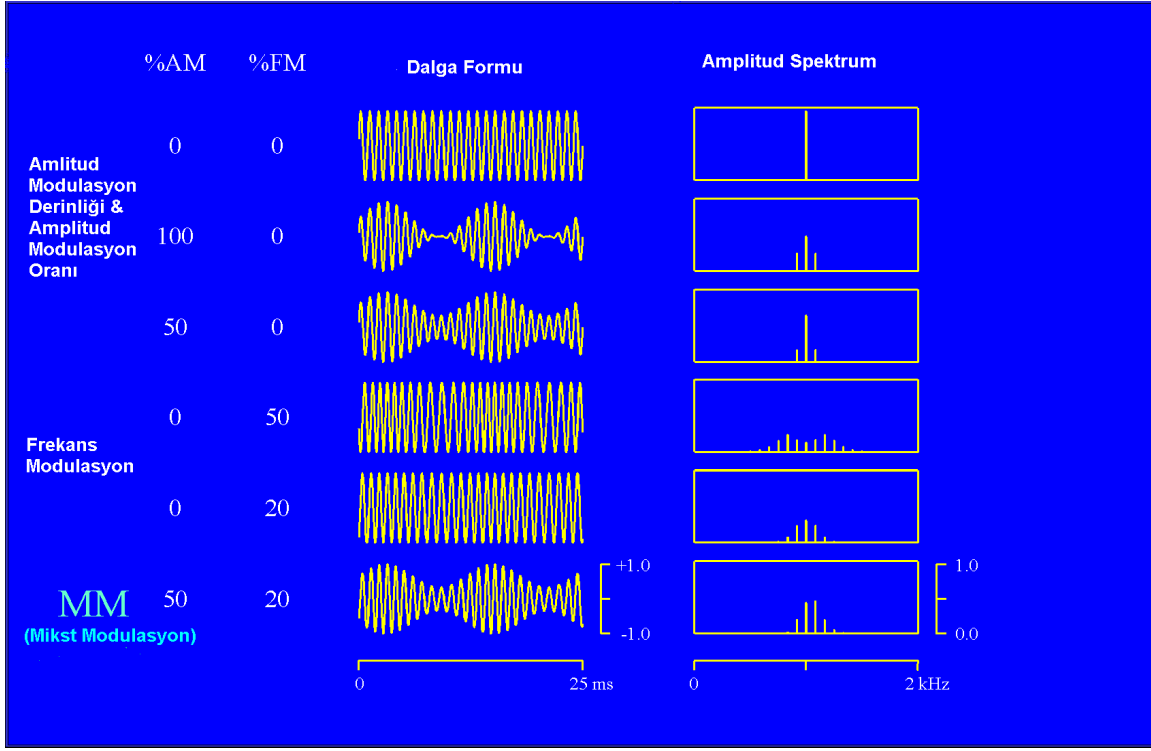 %AM %FM Dalga Formu Amplitud Spektrum
0 0
Amlitud
Modulasyon
Derinliği &
Amplitud
Modulasyon
Oranı
100 0
50 0
0 50
Frekans
Modulasyon
0 20
MM 50 20
(Mikst Modulasyon)
+1.0
-1.0
1.0
0.0
0 25 ms 0 2 kHz